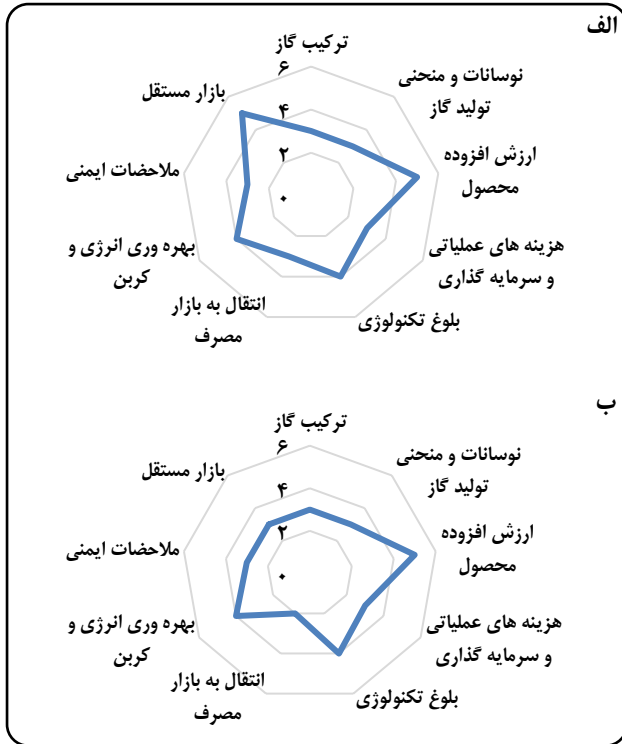 الف
ترکیب گاز
نوسانات و منحنی
تولید گاز
ارزش افزوده
محصول
هزینه های عملیاتی
و سرمایه گذاری
بلوغ تکنولوژی
انتقال به بازار
مصرف
بهره وری انرژی و
کربن
ملاحضات ایمنی
بازار مستقل
۶
۴
۲
۰
ب
ترکیب گاز
نوسانات و منحنی
تولید گاز
ارزش افزوده
محصول
هزینه های عملیاتی
و سرمایه گذاری
بلوغ تکنولوژی
انتقال به بازار
مصرف
بهره وری انرژی و
کربن
ملاحضات ایمنی
بازار مستقل
۶
۴
۲
۰